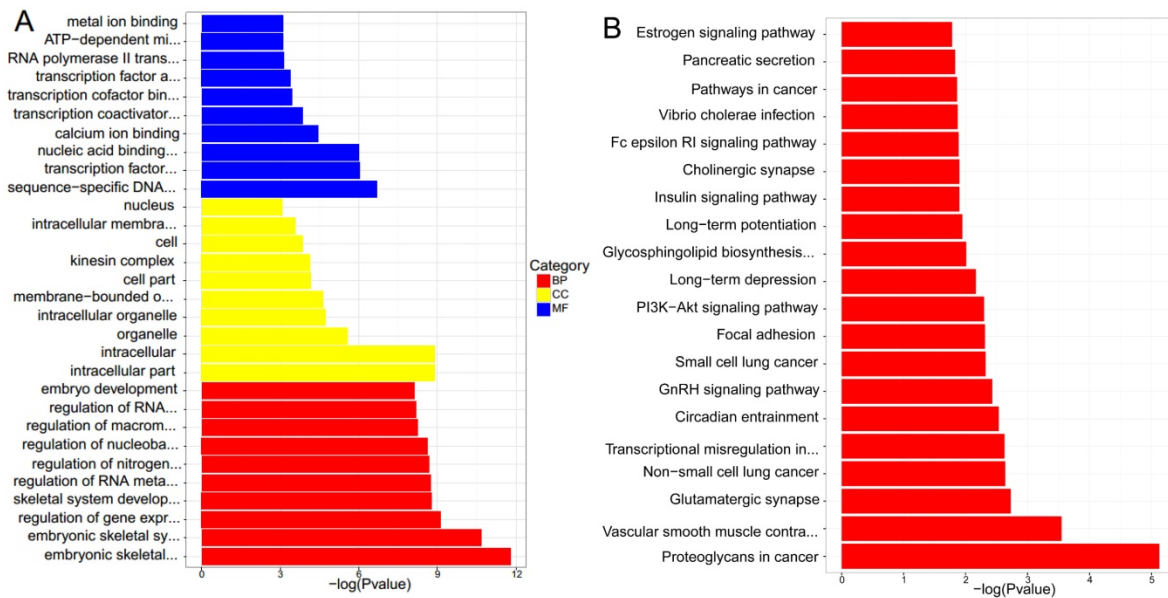 A
metal ion binding
ATP−dependent mi...
RNA polymerase II trans...
transcription factor a...
transcription cofactor bin...
transcription coactivator...
calcium ion binding
nucleic acid binding...
transcription factor...
sequence−specific DNA...
nucleus
intracellular membra...
cell
kinesin complex
cell part
membrane−bounded o...
intracellular organelle
organelle
intracellular
intracellular part
embryo development
regulation of RNA...
regulation of macrom...
regulation of nucleoba...
regulation of nitrogen...
regulation of RNA meta...
skeletal system develop...
regulation of gene expr...
embryonic skeletal sy...
embryonic skeletal...
0 3 6 9 12
−log(Pvalue)
Category
BP
CC
MF
B
Estrogen signaling pathway
Pancreatic secretion
Pathways in cancer
Vibrio cholerae infection
Fc epsilon RI signaling pathway
Cholinergic synapse
Insulin signaling pathway
Long−term potentiation
Glycosphingolipid biosynthesis...
Long−term depression
PI3K−Akt signaling pathway
Focal adhesion
Small cell lung cancer
GnRH signaling pathway
Circadian entrainment
Transcriptional misregulation in...
Non−small cell lung cancer
Glutamatergic synapse
Vascular smooth muscle contra...
Proteoglycans in cancer
0 1 2 3 4 5
−log(Pvalue)